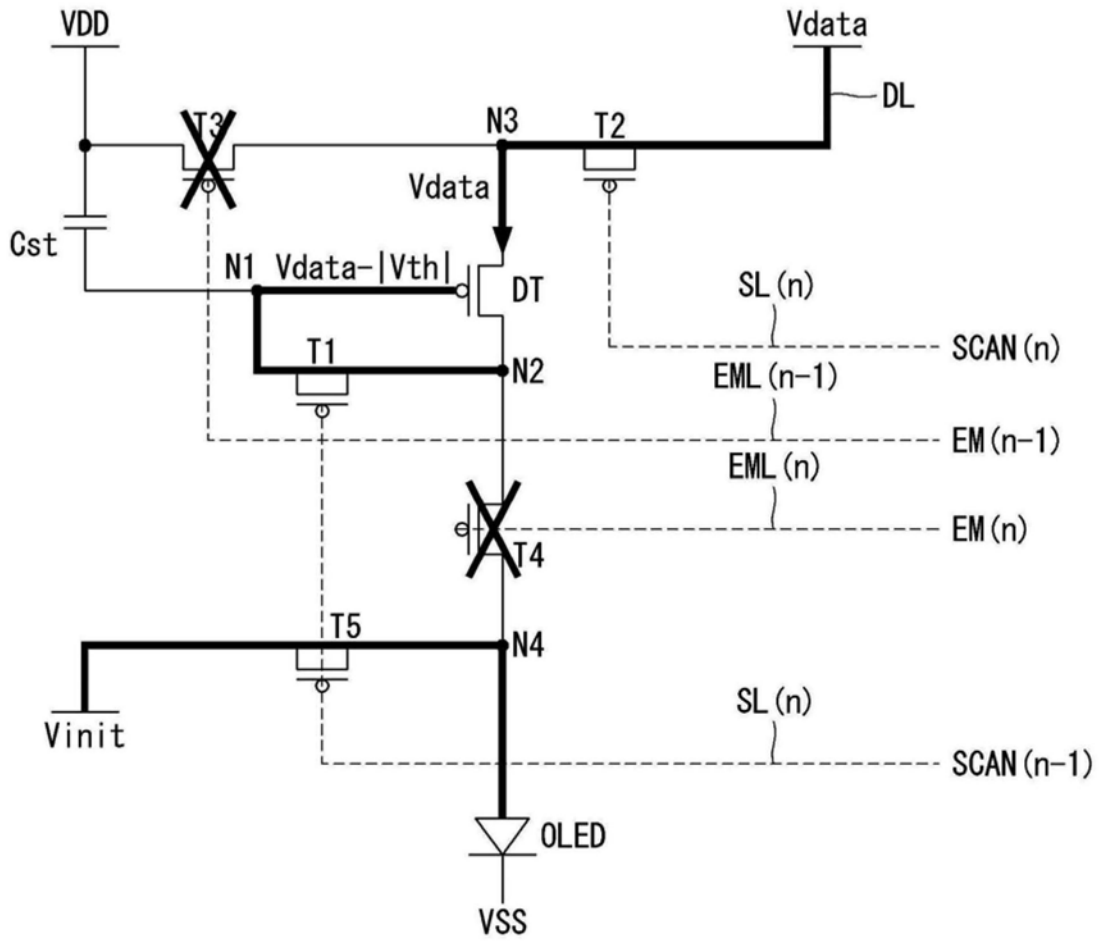 VDD
Vdata
T3
N3
T2
DL
Vdata
Cst
N1
Vdata-|Vth|
DT
SL(n)
T1
N2
SCAN(n)
EML(n-1)
EM(n-1)
EML(n)
EM(n)
T4
T5
N4
Vinit
SL(n)
SCAN(n-1)
OLED
VSS